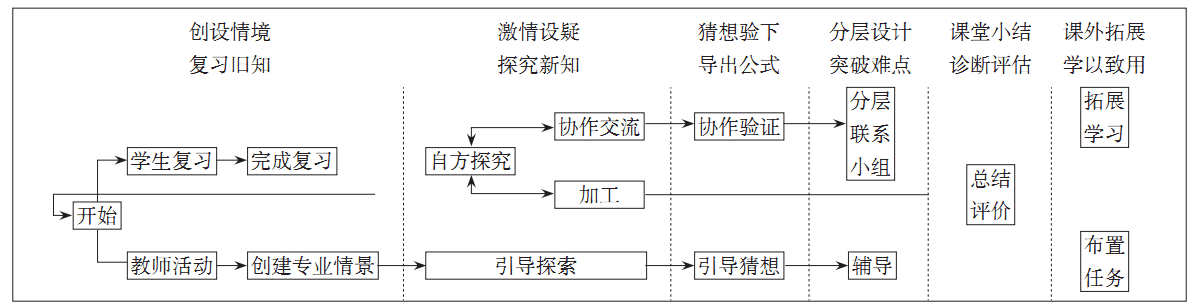 创设情境
复习旧知
激情设疑
探究新知
猜想验下
导出公式
分层设计
突破难点
课堂小结
诊断评估
课外拓展
学以致用
学生复习
完成复习
开始
教师活动
创建专业情景
自方探究
协作交流
加工
引导探索
协作验证
引导猜想
分层
联系
小组
辅导
总结
评价
拓展
学习
布置
任务